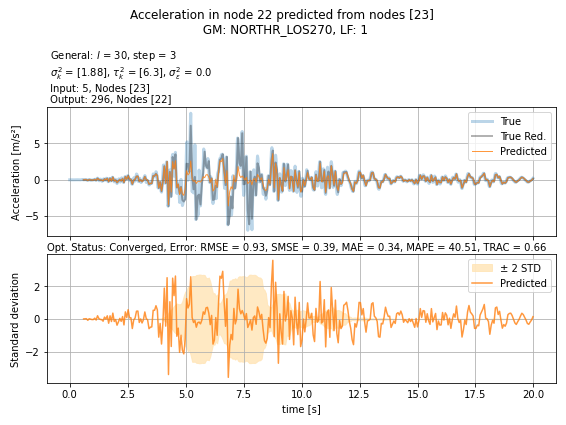 Acceleration in node 22 predicted from nodes [23]
GM: NORTHR_LOS270, LF: 1
General: l = 30, step = 3
σ²ₖ = [1.88], τ²ₖ = [6.3], σ²ε = 0.0
Input: 5, Nodes [23]
Output: 296, Nodes [22]
Acceleration [m/s²]
5
0
−5
True
True Red.
Predicted
Opt. Status: Converged, Error: RMSE = 0.93, SMSE = 0.39, MAE = 0.34, MAPE = 40.51, TRAC = 0.66
Standard deviation
2
0
−2
± 2 STD
Predicted
0.0 2.5 5.0 7.5 10.0 12.5 15.0 17.5 20.0
time [s]